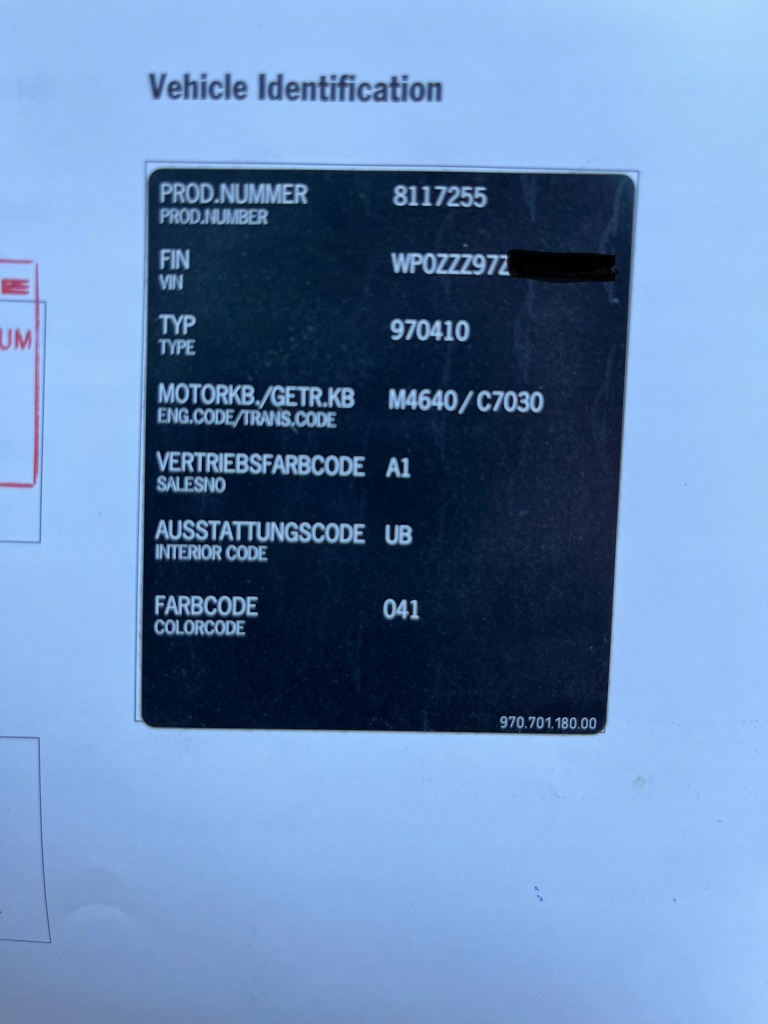 Vehicle Identification
PROD.NUMMER 8117255
PROD.NUMBER
FIN WP0ZZZ97Z
VIN
TYP 970410
TYPE
MOTORKB./GETR.KB M4640/C7030
ENG.CODE/TRANS.CODE
VERTRIEBSFARBCODE A1
SALESNO
AUSSTATTUNGSCODE UB
INTERIOR CODE
FARBCODE 041
COLORCODE
970.701.180.00
UM